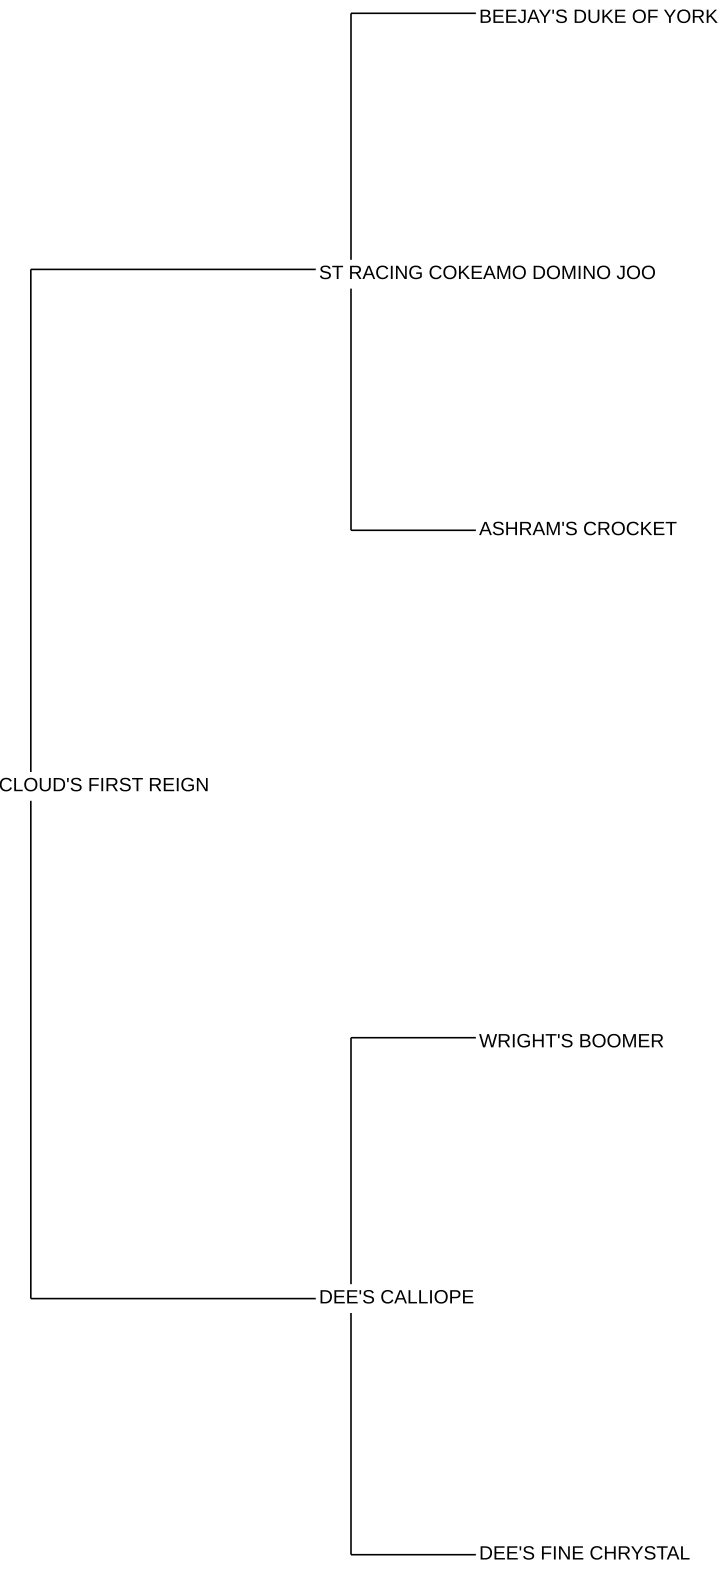 BEEJAY'S DUKE OF YORK
ST RACING COKEAMO DOMINO JOO
ASHRAM'S CROCKET
CLOUD'S FIRST REIGN
WRIGHT'S BOOMER
DEE'S CALLIOPE
DEE'S FINE CHRYSTAL